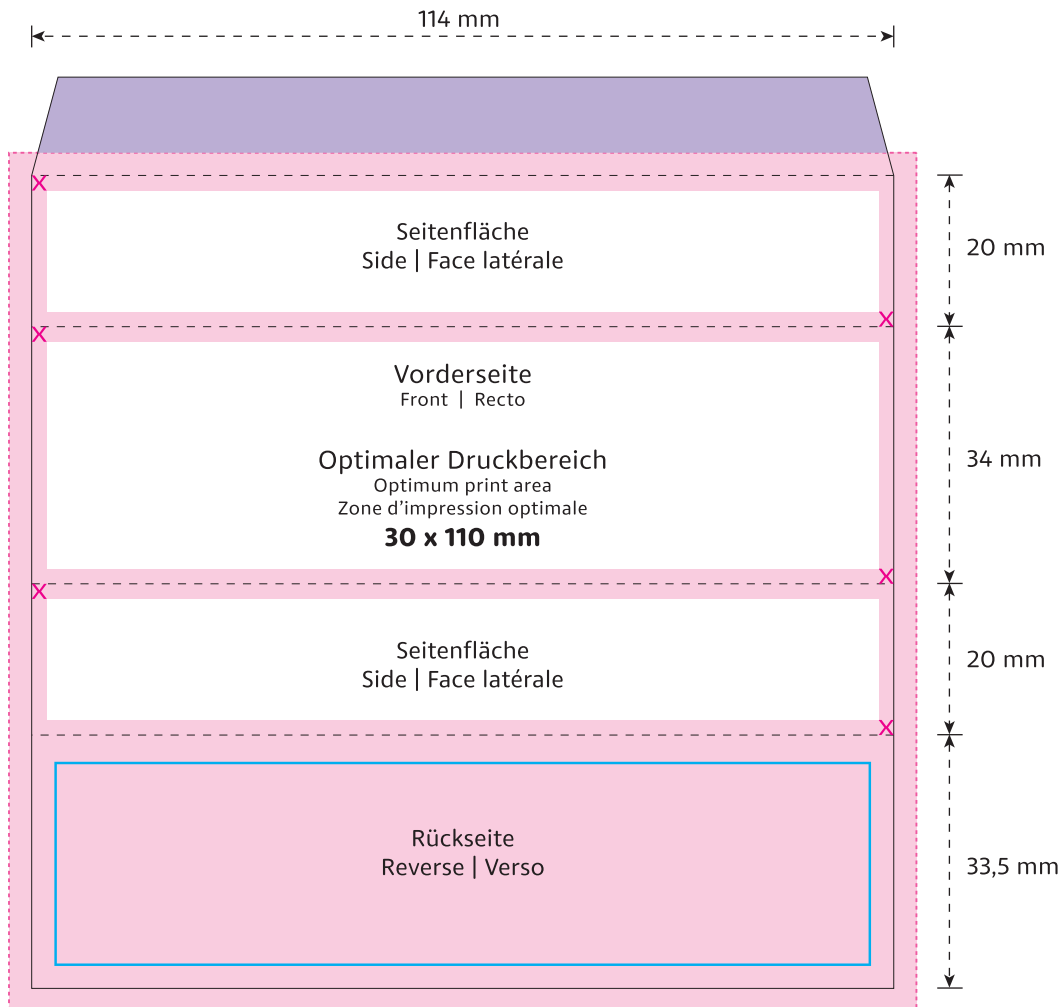 114 mm
Seitenfläche
Side | Face latérale
20 mm
Vorderseite
Front | Recto
Optimaler Druckbereich
Optimum print area
Zone d’impression optimale
30 x 110 mm
34 mm
Seitenfläche
Side | Face latérale
20 mm
Rückseite
Reverse | Verso
33,5 mm